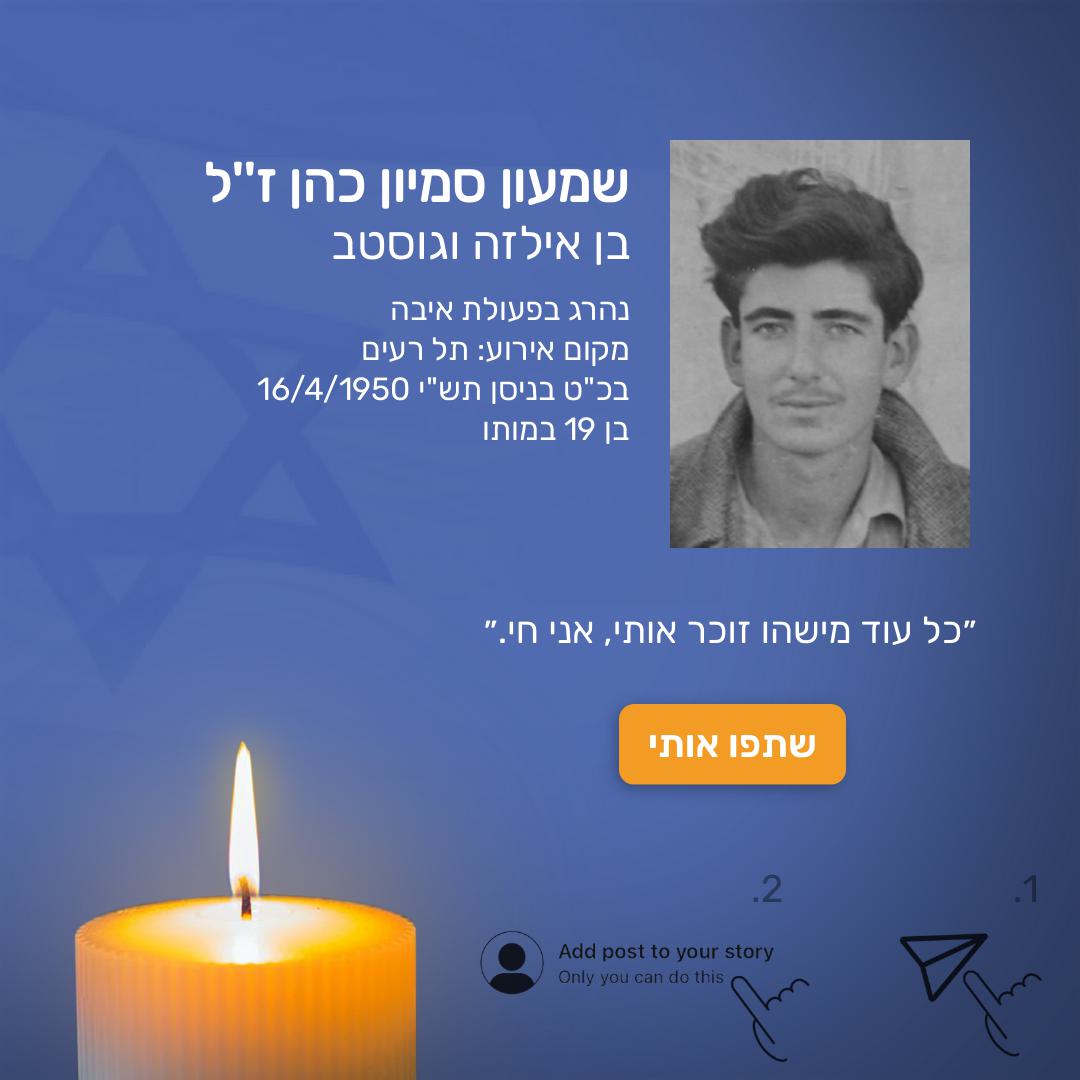 שמעון סמיון כהן ז"ל
בן אילזה וגוסטב
נהרג בפעולת איבה
מקום אירוע: תל רעים
בכ"ט בניסן תש"י 16/4/1950
בן 19 במותו
״כל עוד מישהו זוכר אותי, אני חי.״
שתפו אותי
1.
2.
Add post to your story
Only you can do this